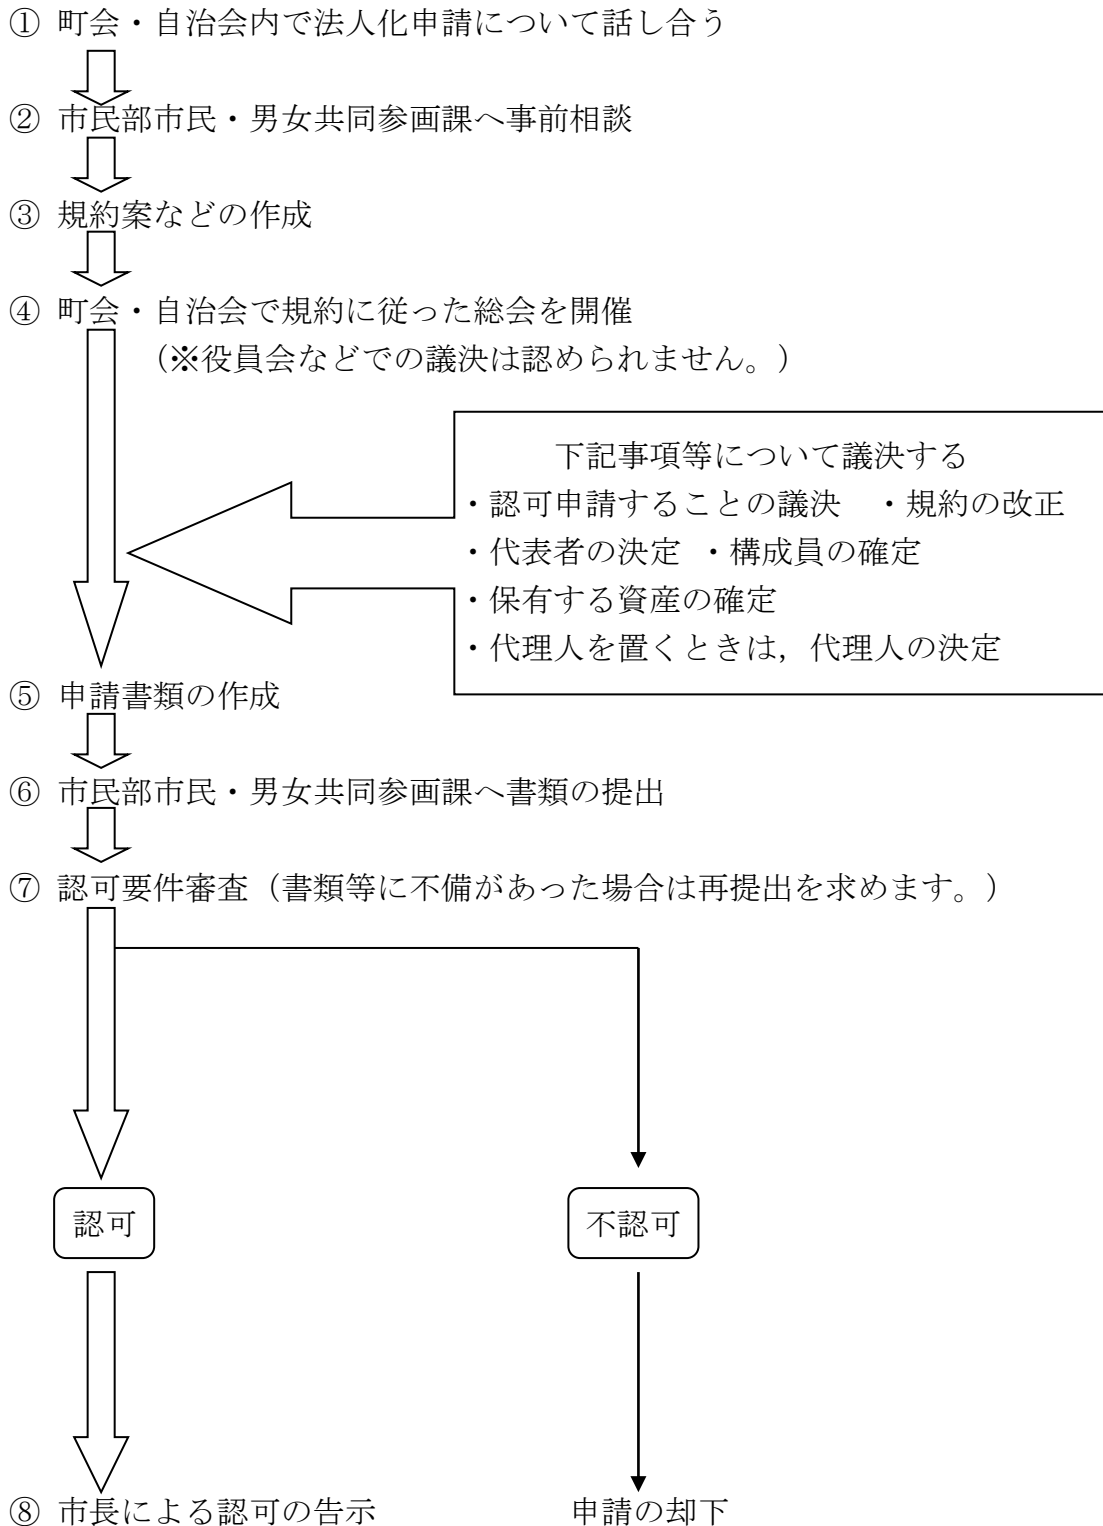 ① 町会・自治会内で法人化申請について話し合う
② 市民部市民・男女共同参画課へ事前相談
③ 規約案などの作成
④ 町会・自治会で規約に従った総会を開催
（※役員会などでの議決は認められません。）
下記事項等について議決する
・認可申請することの議決　・規約の改正
・代表者の決定　・構成員の確定
・保有する資産の確定
・代理人を置くときは，代理人の決定
⑤ 申請書類の作成
⑥ 市民部市民・男女共同参画課へ書類の提出
⑦ 認可要件審査（書類等に不備があった場合は再提出を求めます。）
認可
不認可
⑧ 市長による認可の告示
申請の却下